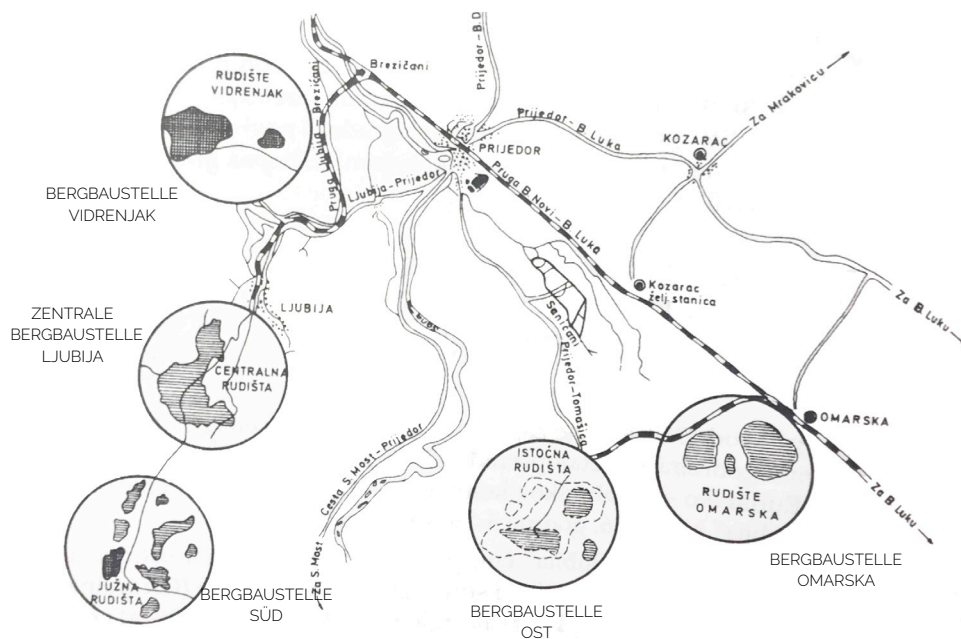 Brezičani
RUDIŠTE
VIDRENJAK
Pruga Ljubija-Brezičani
Prijedor-B.D
Za Mrakovicu
Prijedor-B.Luka
KOZARAC
PRIJEDOR
BERGBAUSTELLE
VIDRENJAK
Ljubija-Prijedor
Pruga B.Novi-B.Luka
Kozarac
želj. stanica
Za B Luku
ZENTRALE
BERGBAUSTELLE
LJUBIJA
LJUBIJA
Seničani
Sana
CENTRALNA
RUDIŠTA
Prijedor-Tomašica
OMARSKA
Cesta S.Most-Prijedor
ISTOČNA
RUDIŠTA
RUDIŠTE
OMARSKA
Za B Luku
JUŽNA
RUDIŠTA
BERGBAUSTELLE
SÜD
Za S.Most
BERGBAUSTELLE
OST
BERGBAUSTELLE
OMARSKA